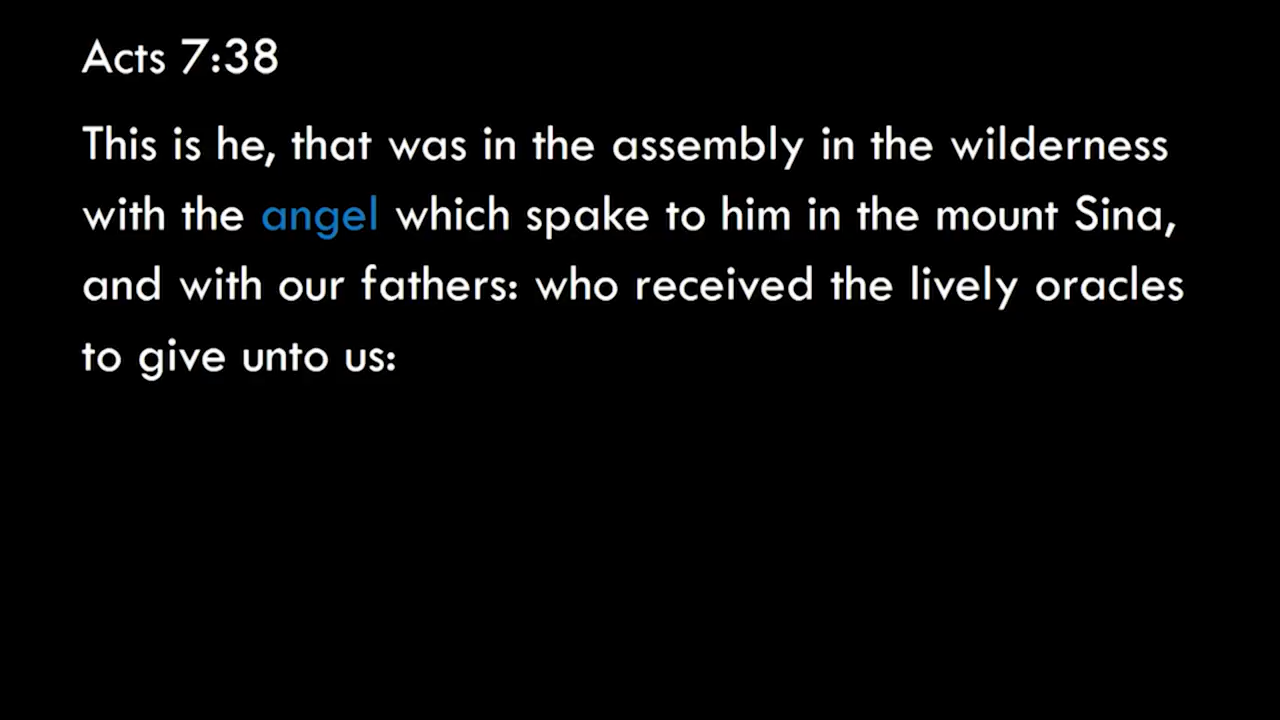 Acts 7:38
This is he, that was in the assembly in the wilderness
with the angel which spake to him in the mount Sina,
and with our fathers: who received the lively oracles
to give unto us: